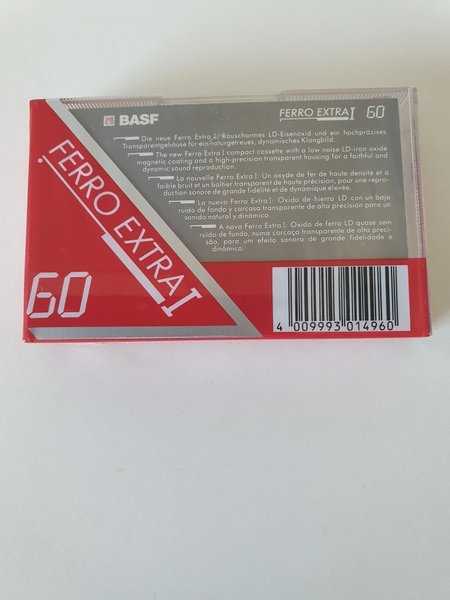 BASF
FERRO EXTRA I 60
Die neue Ferro Extra I: Rauscharmes LD-Eisenoxid und ein hochpräzises
Transparentgehäuse für ein naturgetreues, dynamisches Klangbild.
The new Ferro Extra I compact cassette with a low noise LD-iron oxide
magnetic coating and a high-precision transparent housing for a faithful and
dynamic sound reproduction.
La nouvelle Ferro Extra I: Un oxyde de fer de haute densité et à
faible bruit et un boîtier transparent de haute precision, pour une repro-
duction sonore de grande fidélité et de dynamique élevée.
La nueva Ferro Extra I: Oxido de hierro LD con un bajo
ruido de fondo y carcasa transparente de alta precision para un
sonido natural y dinámico.
A nova Ferro Extra I: Oxido de ferro LD quase sem
ruido de fundo, numa carcaça transparente de alta preci-
são, para um efeito sonoro de grande fidelidade e
dinâmica.
FERRO EXTRA I
60
4 009993 014960